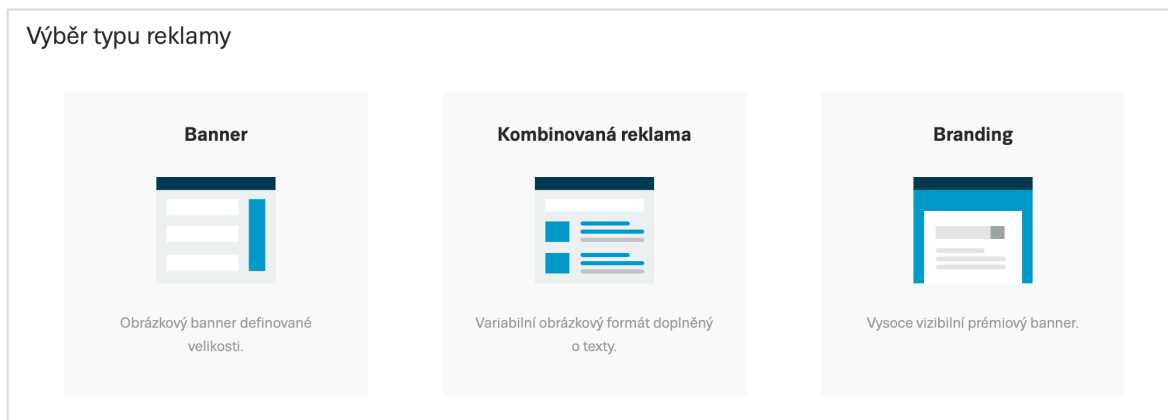 Výběr typu reklamy
Banner
Obrázkový banner definované
velikosti.
Kombinovaná reklama
Variabilní obrázkový formát doplněný
o texty.
Branding
Vysoce vizibilní prémiový banner.